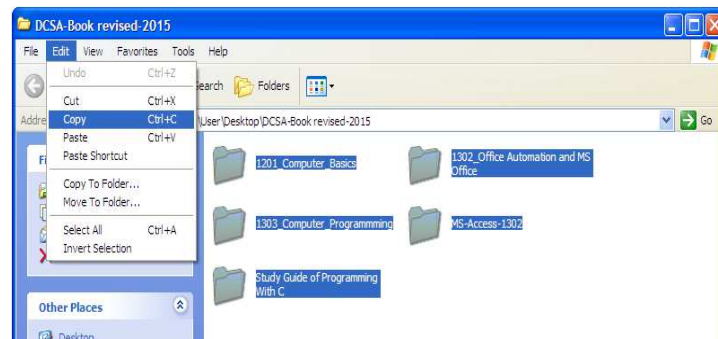 DCSA-Book revised-2015
File Edit View Favorites Tools Help
Undo Ctrl+Z
earch Folders
Cut Ctrl+X
Addre
Copy Ctrl+C
\User\Desktop\DCSA-Book revised-2015
Go
Paste Ctrl+V
Paste Shortcut
Copy To Folder...
Move To Folder...
Select All Ctrl+A
Invert Selection
1201_Computer_Basics
1302_Office Automation and MS
Office
1303_Computer_Programmming
MS-Access-1302
Study Guide of Programming
With C
Other Places
Desktop